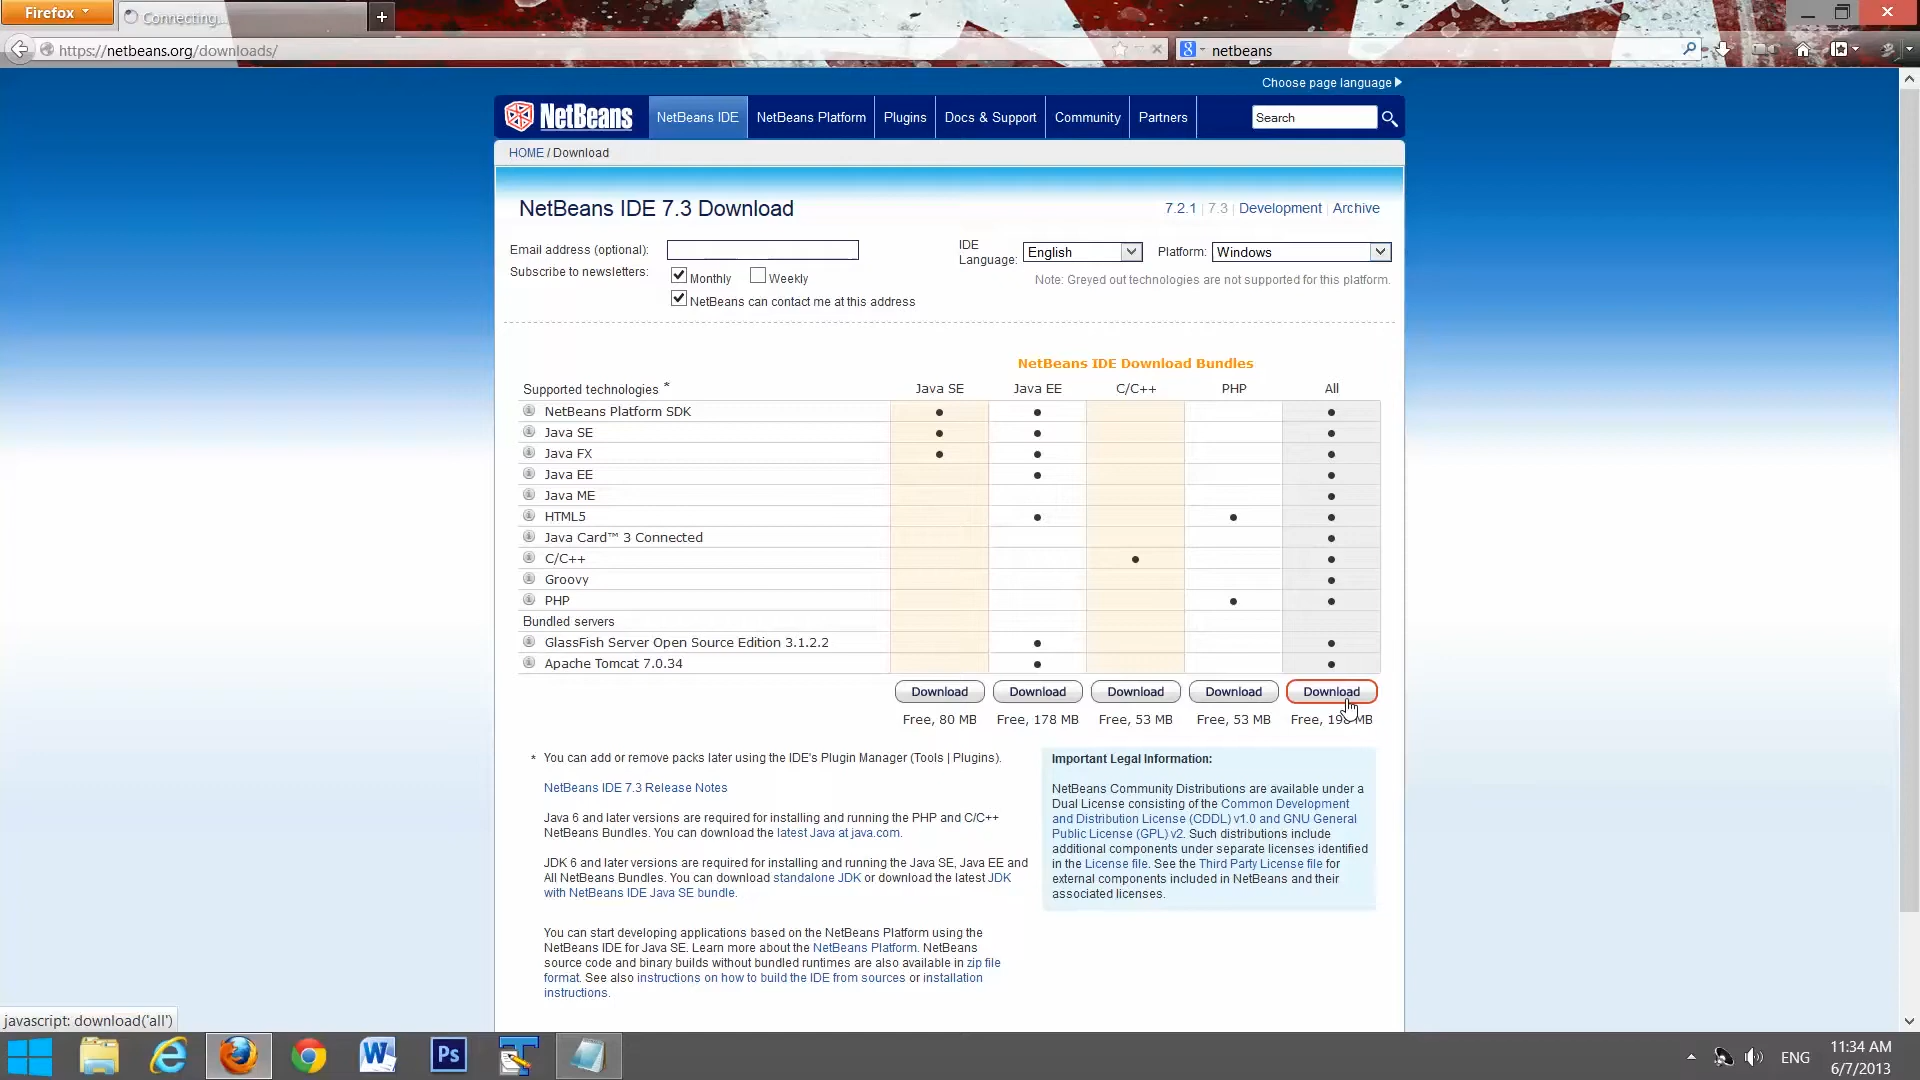 Firefox
Connecting...
https://netbeans.org/downloads/
netbeans
Choose page language
NetBeans
NetBeans IDE
NetBeans Platform
Plugins
Docs & Support
Community
Partners
Search
HOME / Download
NetBeans IDE 7.3 Download
7.2.1 | 7.3 | Development | Archive
Email address (optional):
IDE Language:
English
Platform:
Windows
Subscribe to newsletters:
Monthly
Weekly
Note: Greyed out technologies are not supported for this platform.
NetBeans can contact me at this address
NetBeans IDE Download Bundles
Supported technologies *
Java SE
Java EE
C/C++
PHP
All
NetBeans Platform SDK
Java SE
Java FX
Java EE
Java ME
HTML5
Java Card™ 3 Connected
C/C++
Groovy
PHP
Bundled servers
GlassFish Server Open Source Edition 3.1.2.2
Apache Tomcat 7.0.34
Download Download Download Download Download
Free, 80 MB
Free, 178 MB
Free, 53 MB
Free, 53 MB
Free, MB
* You can add or remove packs later using the IDE's Plugin Manager (Tools | Plugins).
NetBeans IDE 7.3 Release Notes
Java 6 and later versions are required for installing and running the PHP and C/C++
NetBeans Bundles. You can download the latest Java at java.com.
JDK 6 and later versions are required for installing and running the Java SE, Java EE and
All NetBeans Bundles. You can download standalone JDK or download the latest JDK
with NetBeans IDE Java SE bundle.
You can start developing applications based on the NetBeans Platform using the
NetBeans IDE for Java SE. Learn more about the NetBeans Platform. NetBeans
source code and binary builds without bundled runtimes are also available in zip file
format. See also instructions on how to build the IDE from sources or installation
instructions.
Important Legal Information:
NetBeans Community Distributions are available under a
Dual License consisting of the Common Development
and Distribution License (CDDL) v1.0 and GNU General
Public License (GPL) v2. Such distributions include
additional components under separate licenses identified
in the License file. See the Third Party License file for
external components included in NetBeans and their
associated licenses.
javascript: download('all')
Ps
ENG
11:34 AM
6/7/2013